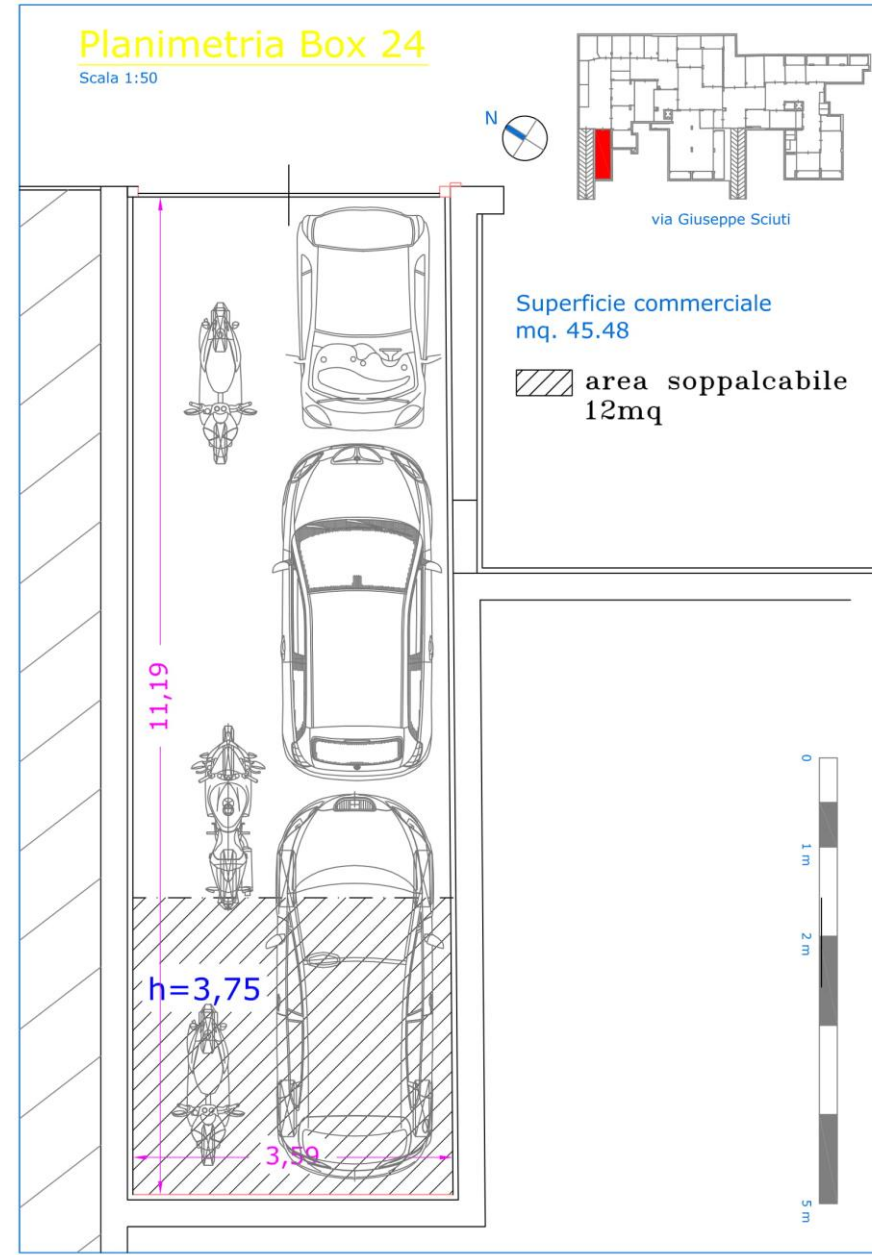 Planimetria Box 24
Scala 1:50
N
via Giuseppe Sciuti
Superficie commerciale
mq. 45.48
area soppalcabile
12mq
11,19
h=3,75
3,59
0
1 m
2 m
5 m